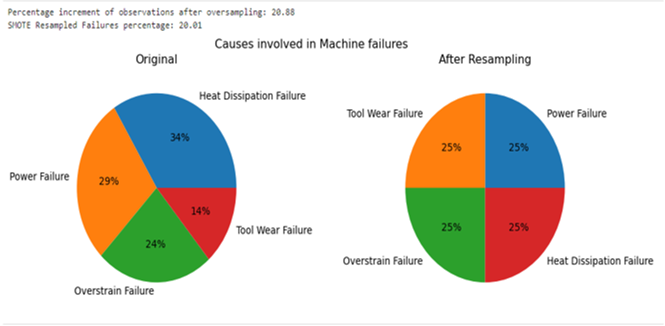 Percentage increment of observations after oversampling: 20.88
SMOTE Resampled Failures percentage: 20.01
Causes involved in Machine failures
Original
Heat Dissipation Failure
34%
Power Failure
29%
14%
Tool Wear Failure
24%
Overstrain Failure
After Resampling
Tool Wear Failure
Power Failure
25%
25%
25%
25%
Overstrain Failure
Heat Dissipation Failure